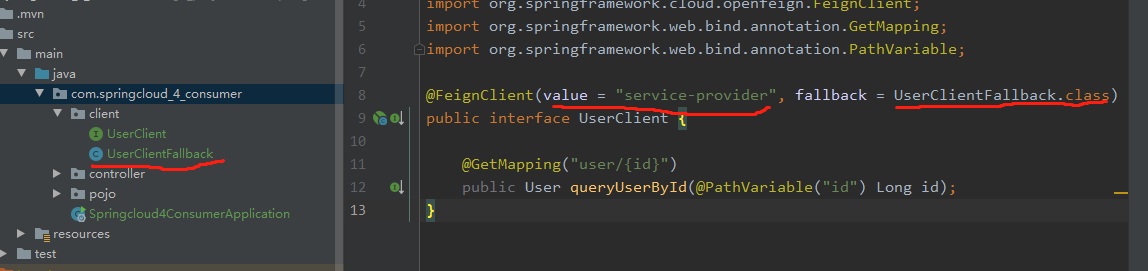 .mvn
src
main
java
com.springcloud_4_consumer
client
UserClient
UserClientFallback
controller
pojo
Springcloud4ConsumerApplication
resources
test
4
import org.springframework.cloud.openfeign.FeignClient;
5
import org.springframework.web.bind.annotation.GetMapping;
6
import org.springframework.web.bind.annotation.PathVariable;
7
8
@FeignClient(value = "service-provider", fallback = UserClientFallback.class)
9
public interface UserClient {
10
11
@GetMapping("user/{id}")
12
public User queryUserById(@PathVariable("id") Long id);
13
}